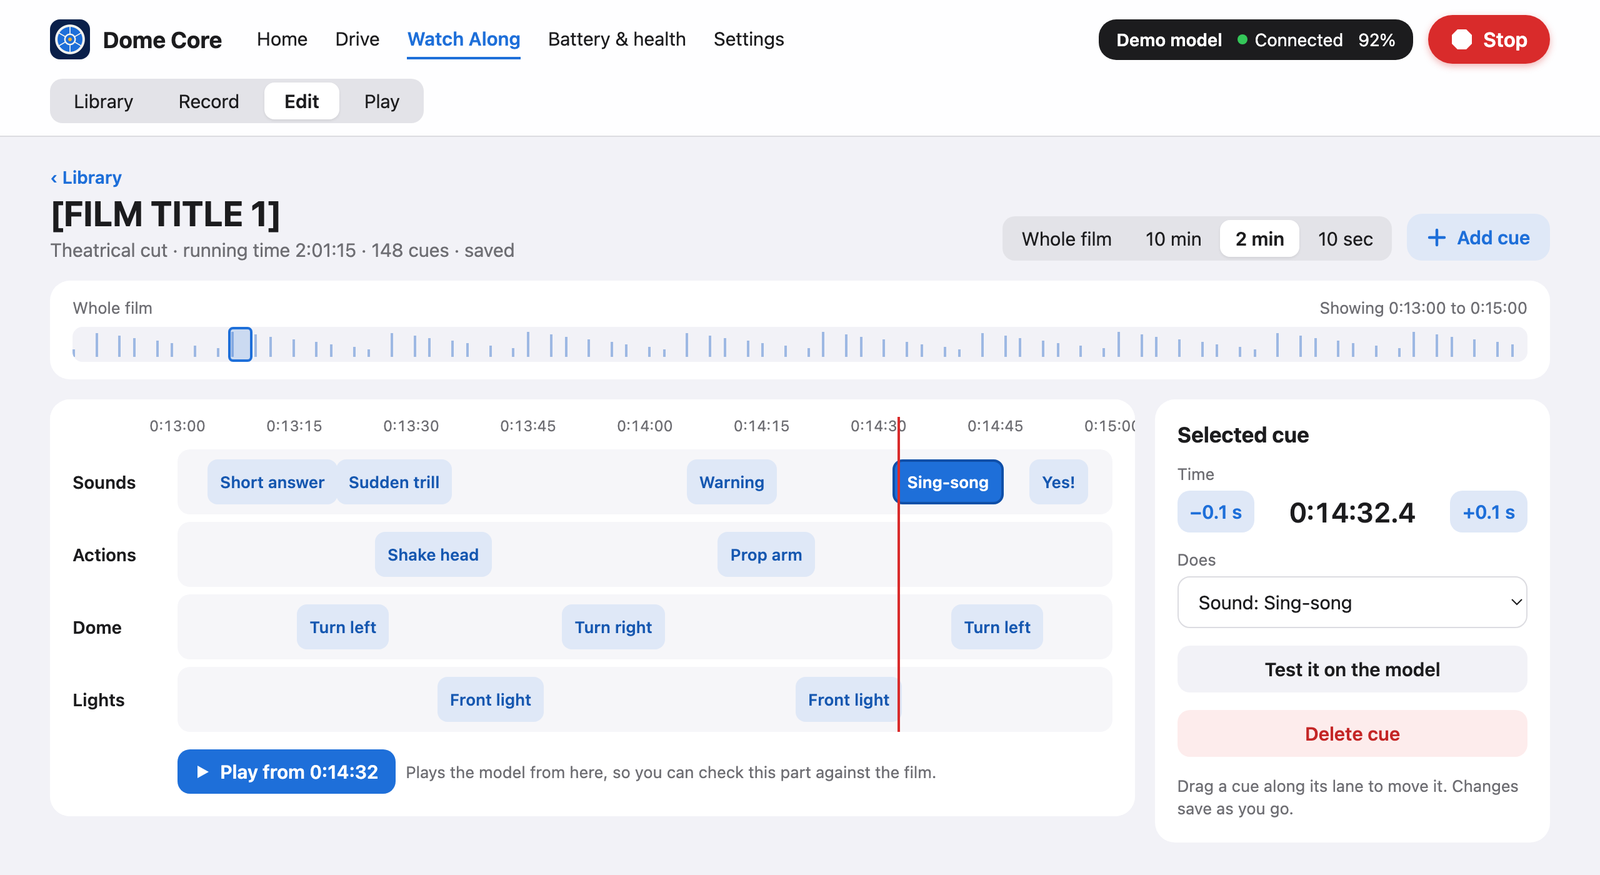 Dome Core Home Drive Watch Along Battery & health Settings Demo model Connected 92% Stop
Library Record Edit Play
‹ Library
[FILM TITLE 1]
Theatrical cut · running time 2:01:15 · 148 cues · saved
Whole film 10 min 2 min 10 sec + Add cue
Whole film Showing 0:13:00 to 0:15:00
0:13:00 0:13:15 0:13:30 0:13:45 0:14:00 0:14:15 0:14:30 0:14:45 0:15:00
Sounds Short answer Sudden trill Warning Sing-song Yes!
Actions Shake head Prop arm
Dome Turn left Turn right Turn left
Lights Front light Front light
Play from 0:14:32 Plays the model from here, so you can check this part against the film.
Selected cue
Time
−0.1 s 0:14:32.4 +0.1 s
Does
Sound: Sing-song
Test it on the model
Delete cue
Drag a cue along its lane to move it. Changes
save as you go.